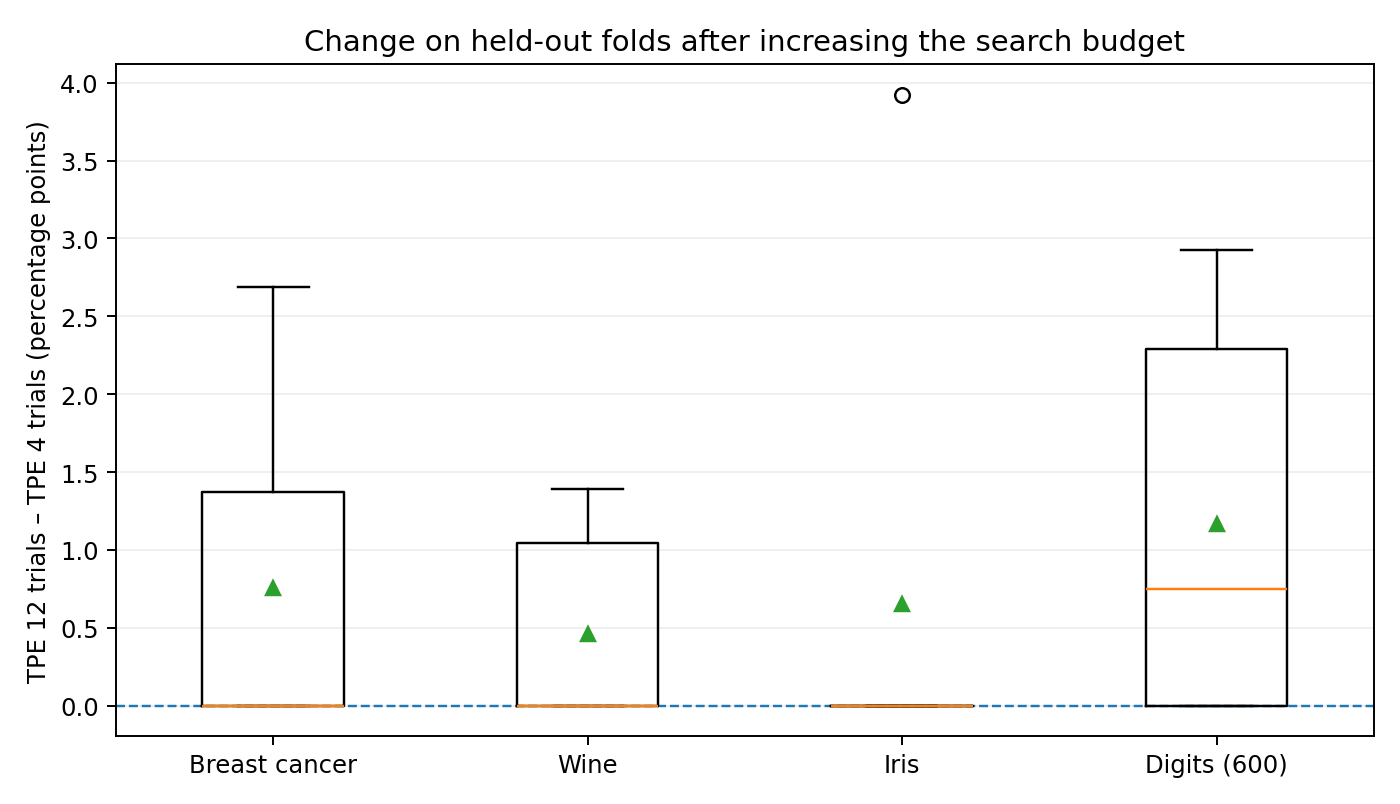 Change on held-out folds after increasing the search budget
TPE 12 trials – TPE 4 trials (percentage points)
4.0
3.5
3.0
2.5
2.0
1.5
1.0
0.5
0.0
Breast cancer
Wine
Iris
Digits (600)